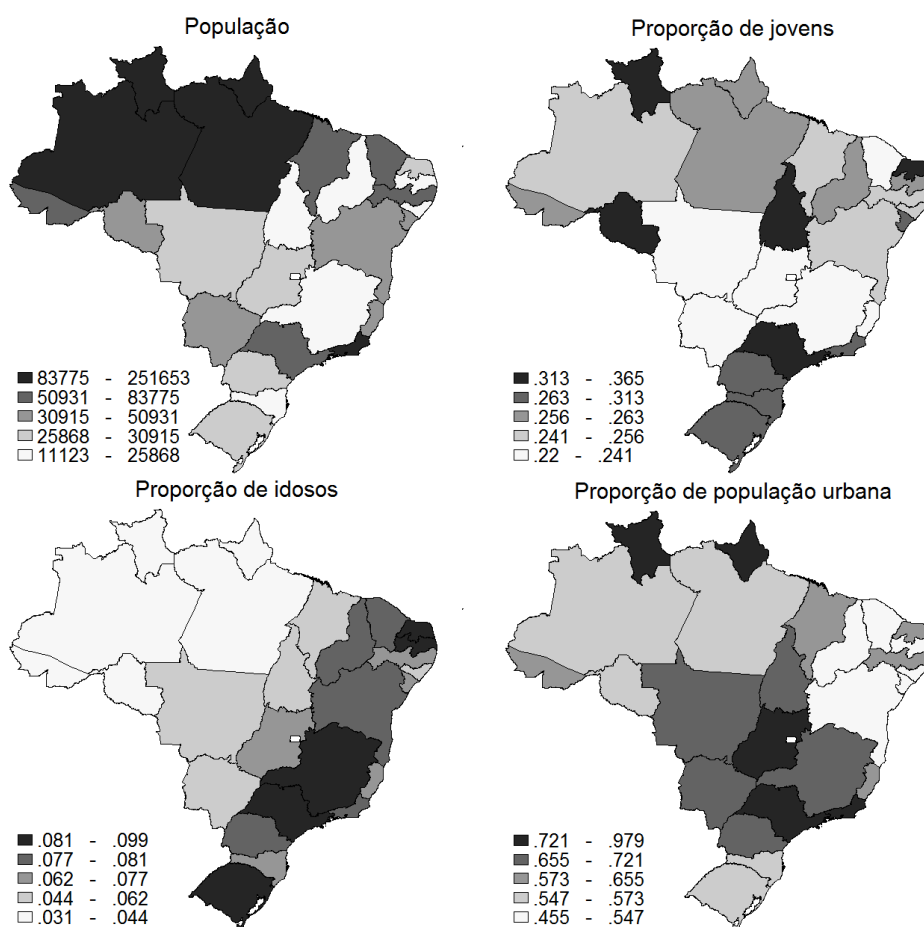 População
83775 - 251653
50931 - 83775
30915 - 50931
25868 - 30915
11123 - 25868
Proporção de jovens
.313 - .365
.263 - .313
.256 - .263
.241 - .256
.22 - .241
Proporção de idosos
.081 - .099
.077 - .081
.062 - .077
.044 - .062
.031 - .044
Proporção de população urbana
.721 - .979
.655 - .721
.573 - .655
.547 - .573
.455 - .547